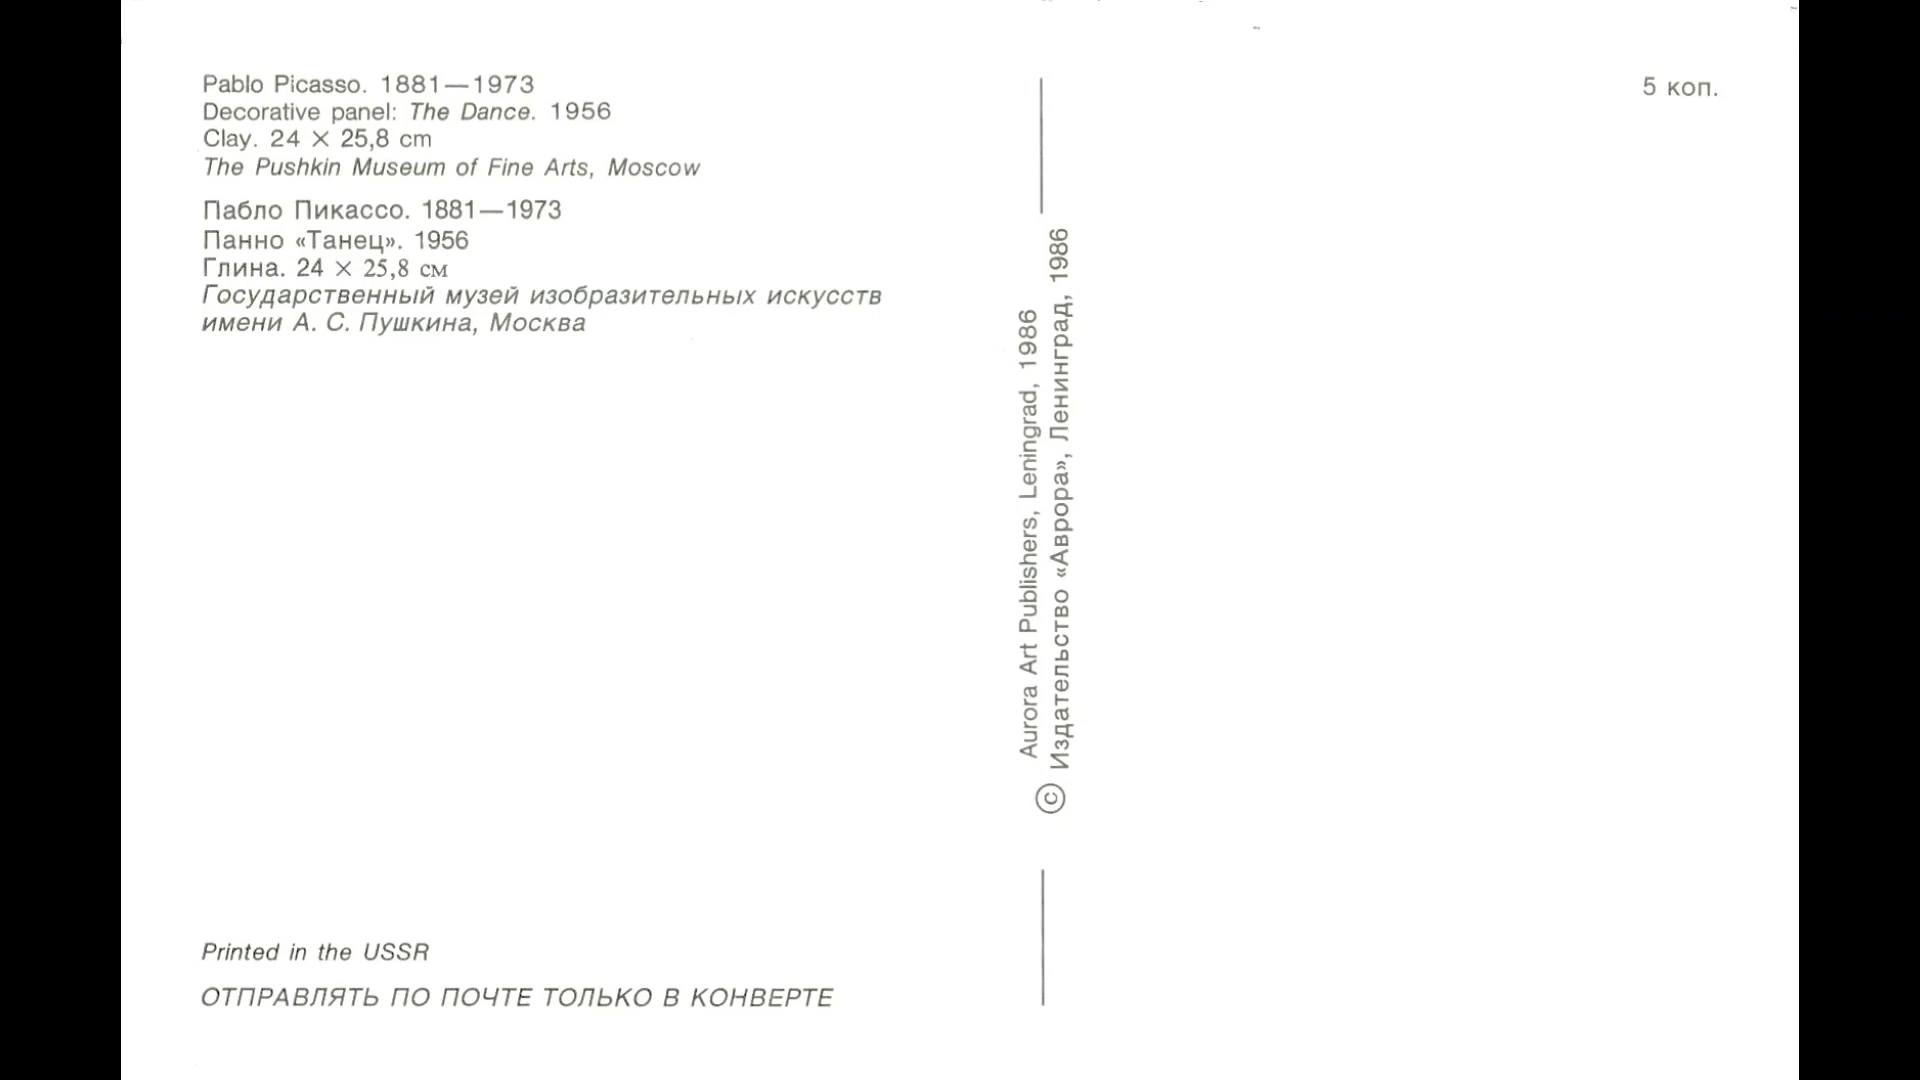 Pablo Picasso. 1881—1973
Decorative panel: The Dance. 1956
Clay. 24 × 25,8 cm
The Pushkin Museum of Fine Arts, Moscow
Пабло Пикассо. 1881—1973
Панно «Танец». 1956
Глина. 24 × 25,8 см
Государственный музей изобразительных искусств
имени А. С. Пушкина, Москва
Printed in the USSR
ОТПРАВЛЯТЬ ПО ПОЧТЕ ТОЛЬКО В КОНВЕРТЕ
Aurora Art Publishers, Leningrad, 1986
© Издательство «Аврора», Ленинград, 1986
5 коп.